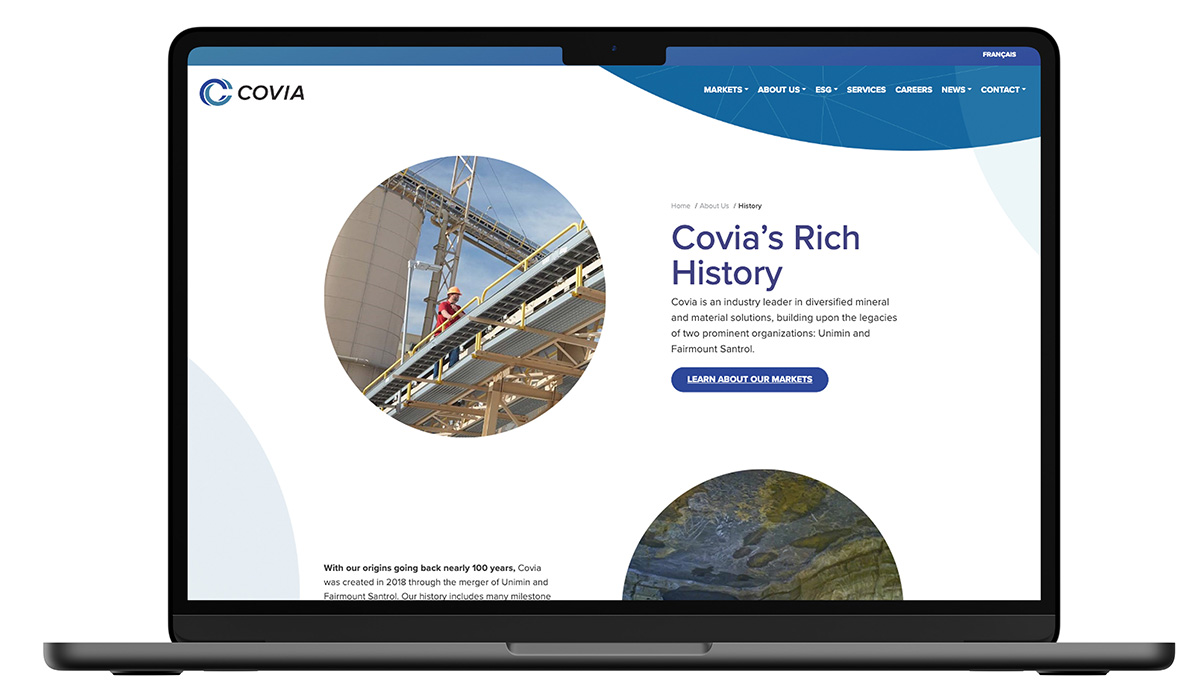 FRANÇAIS
COVIA
MARKETS ABOUT US ESG SERVICES CAREERS NEWS CONTACT
Home / About Us / History
Covia's Rich
History
Covia is an industry leader in diversified mineral
and material solutions, building upon the legacies
of two prominent organizations: Unimin and
Fairmount Santrol.
LEARN ABOUT OUR MARKETS
With our origins going back nearly 100 years, Covia
was created in 2018 through the merger of Unimin and
Fairmount Santrol. Our history includes many milestone